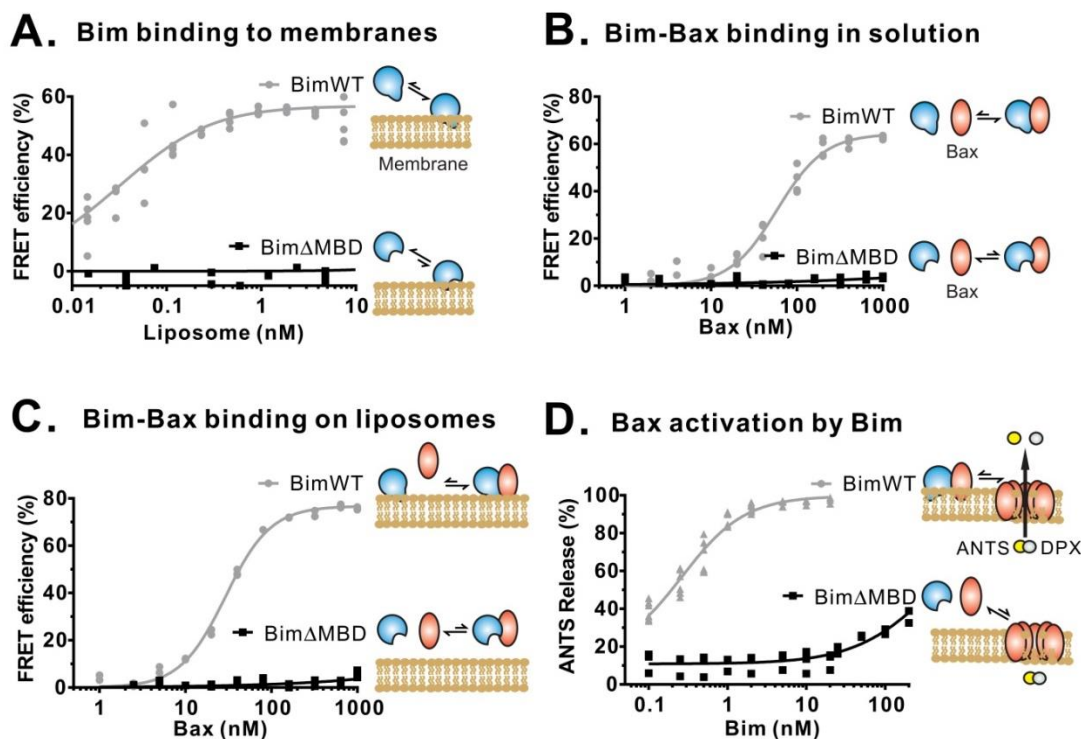 A. Bim binding to membranes
BimWT
FRET efficiency (%)
60
40
20
0
Membrane
BimΔMBD
0.01 0.1 1 10
Liposome (nM)
B. Bim-Bax binding in solution
BimWT
FRET efficiency (%)
80
60
40
20
0
Bax
BimΔMBD
Bax
1 10 100 1000
Bax (nM)
C. Bim-Bax binding on liposomes
BimWT
FRET efficiency (%)
80
60
40
20
0
BimΔMBD
1 10 100 1000
Bax (nM)
D. Bax activation by Bim
BimWT
ANTS Release (%)
100
80
60
40
20
0
ANTS DPX
BimΔMBD
0.1 1 10 100
Bim (nM)